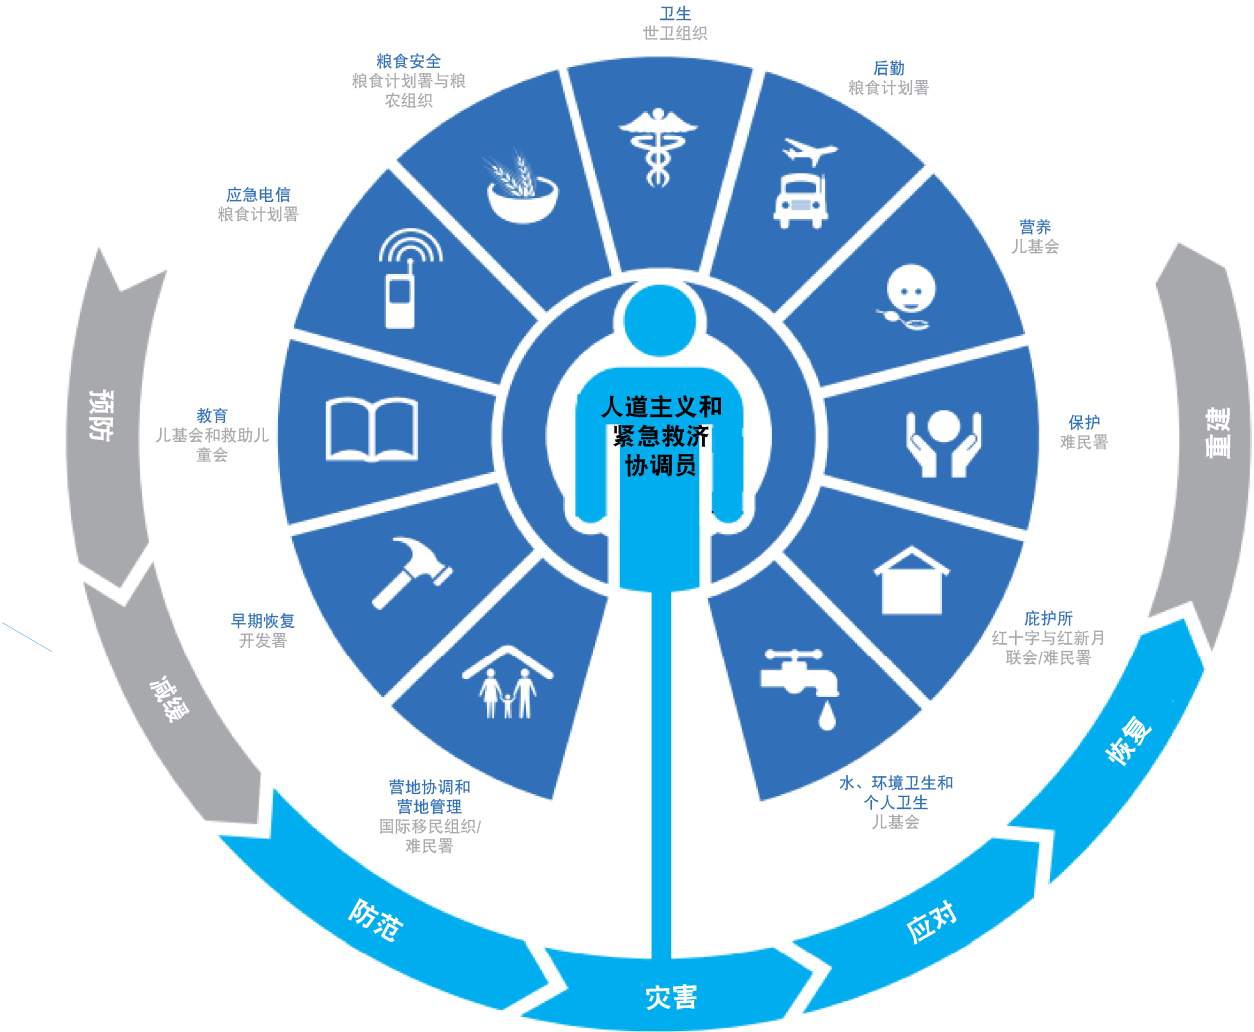 卫生
世卫组织
后勤
粮食计划署
营养
儿基会
保护
难民署
庇护所
红十字与红新月
联会/难民署
水、环境卫生和
个人卫生
儿基会
营地协调和
营地管理
国际移民组织/
难民署
早期恢复
开发署
教育
儿基会和救助儿
童会
应急电信
粮食计划署
粮食安全
粮食计划署与粮
农组织
人道主义和
紧急救济
协调员
预防
减缓
防范
灾害
应对
恢复
重建